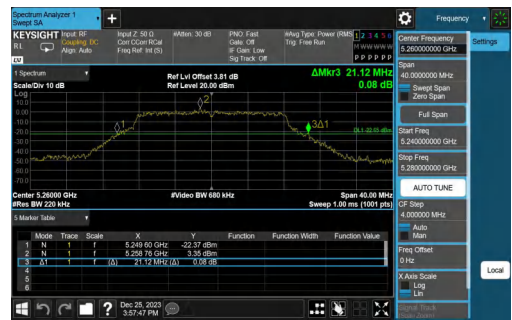 Spectrum Analyzer 1
Swept SA
Frequency
KEYSIGHT
RL
Input: RF
Coupling: DC
Align: Auto
Input Z: 50 Ω
Corr CCorr RCal
Freq Ref: Int (S)
#Atten: 30 dB
PNO: Fast
Gate: Off
IF Gain: Low
Sig Track: Off
#Avg Type: Power (RMS
Trig: Free Run
1 2 3 4 5 6
M W W W W W
P P P P P P
LV
1 Spectrum
Scale/Div 10 dB
Ref Lvl Offset 3.81 dB
Ref Level 20.00 dBm
ΔMkr3 21.12 MHz
0.08 dB
Log
10.0
0.00
-10.0
-20.0
-30.0
-40.0
-50.0
-60.0
-70.0
1
2
3Δ1
Center 5.26000 GHz
#Res BW 220 kHz
#Video BW 680 kHz
Span 40.00 MHz
Sweep 1.00 ms (1001 pts)
5 Marker Table
Mode Trace Scale X Y Function Function Width Function Value
1 N 1 f 5.249 60 GHz -22.37 dBm
2 N 1 f 5.258 76 GHz 3.35 dBm
3 Δ1 1 f (Δ) 21.12 MHz (Δ) 0.08 dB
4
5
6
Dec 25, 2023
3:57:47 PM
Center Frequency
5.260000000 GHz
Settings
Span
40.0000000 MHz
Swept Span
Zero Span
Full Span
Start Freq
5.240000000 GHz
Stop Freq
5.280000000 GHz
AUTO TUNE
CF Step
4.000000 MHz
Auto
Man
Freq Offset
0 Hz
X Axis Scale
Log
Lin
Local
Signal Track